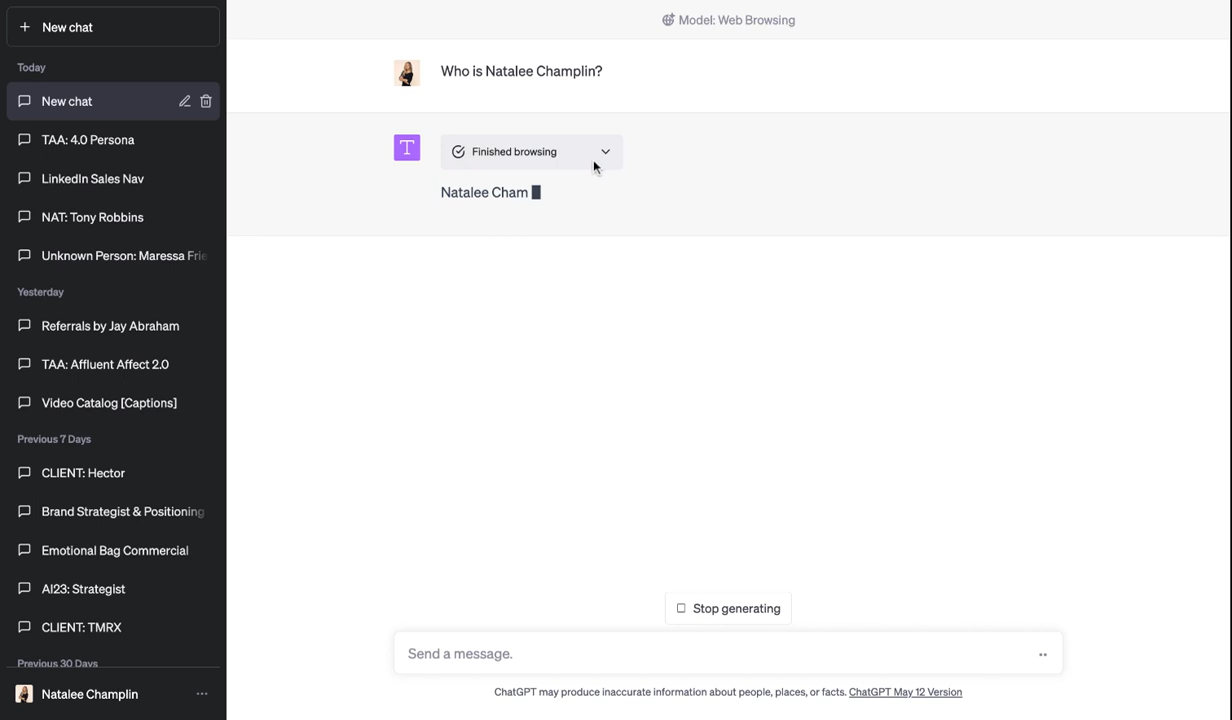 New chat
Today
New chat
TAA: 4.0 Persona
LinkedIn Sales Nav
NAT: Tony Robbins
Unknown Person: Maressa Frie
Yesterday
Referrals by Jay Abraham
TAA: Affluent Affect 2.0
Video Catalog [Captions]
Previous 7 Days
CLIENT: Hector
Brand Strategist & Positioning
Emotional Bag Commercial
AI23: Strategist
CLIENT: TMRX
Previous 30 Days
Natalee Champlin
Model: Web Browsing
Who is Natalee Champlin?
T
Finished browsing
Natalee Cham
Stop generating
Send a message.
ChatGPT may produce inaccurate information about people, places, or facts. ChatGPT May 12 Version